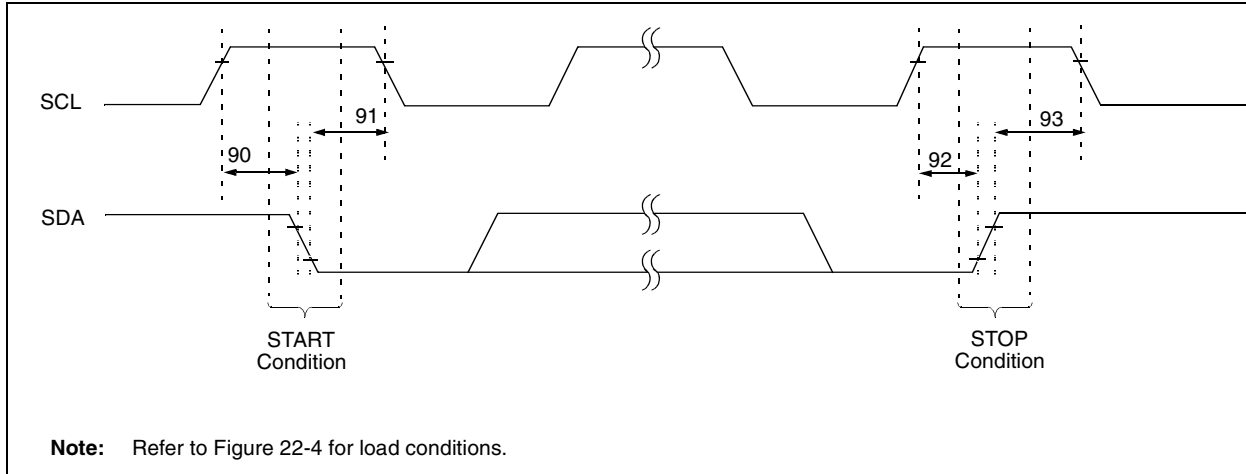 SCL
91
93
90
92
SDA
START
Condition
STOP
Condition
Note: Refer to Figure 22-4 for load conditions.